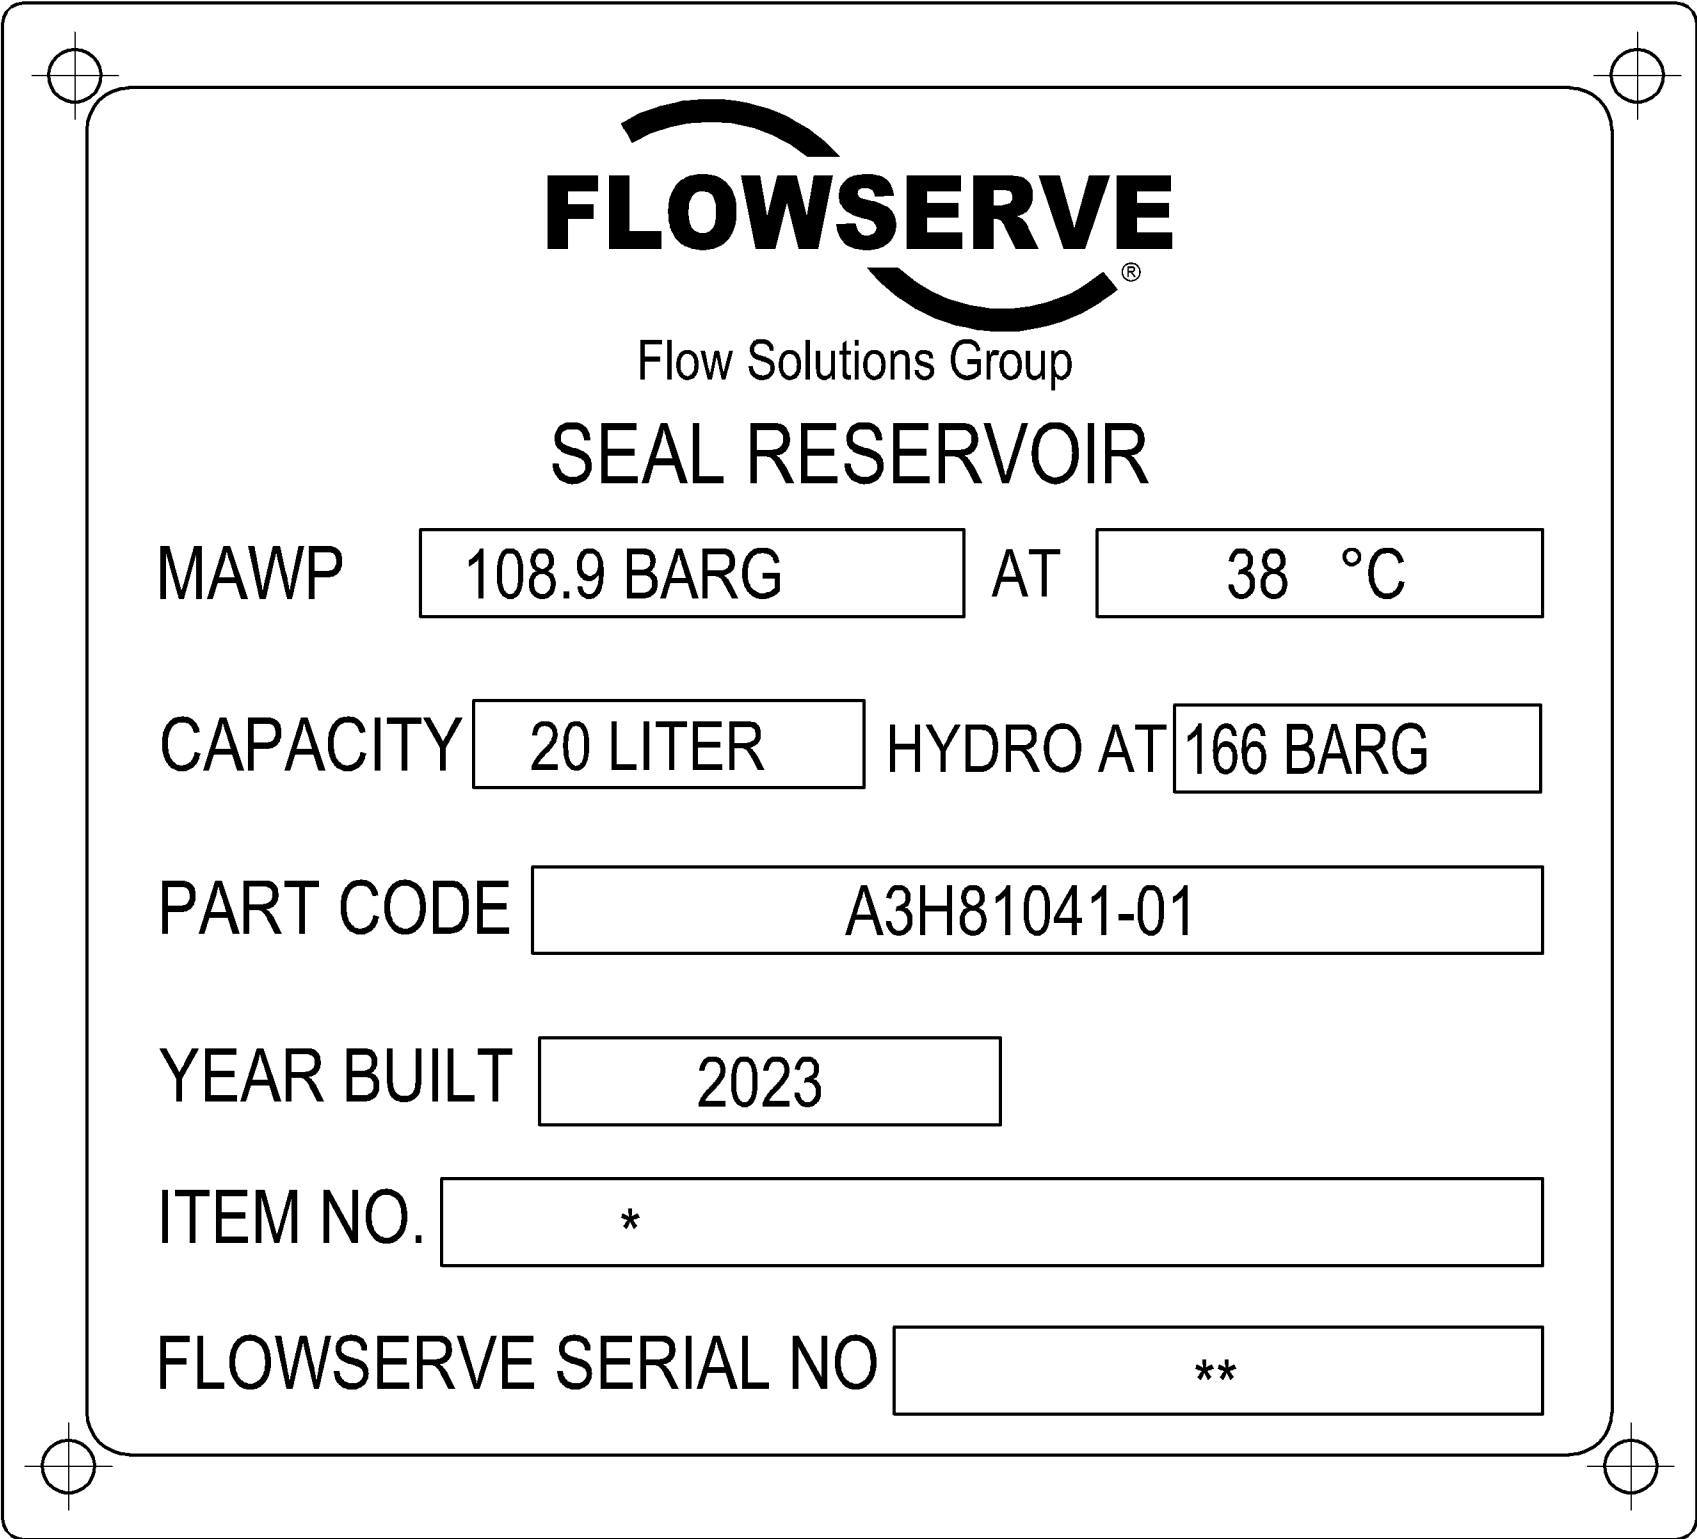 FLOWSERVE
®
Flow Solutions Group
SEAL RESERVOIR
MAWP 108.9 BARG AT 38 °C
CAPACITY 20 LITER HYDRO AT 166 BARG
PART CODE A3H81041-01
YEAR BUILT 2023
ITEM NO. *
FLOWSERVE SERIAL NO **